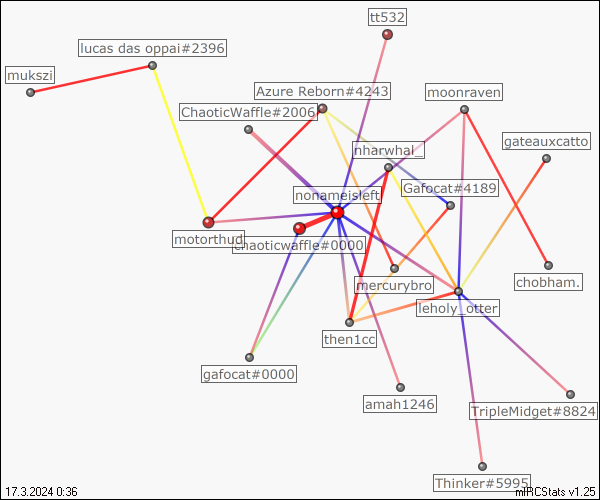 tt532
lucas das oppai#2396
mukszi
Azure Reborn#4243
moonraven
ChaoticWaffle#2006
gateauxcatto
nharwhal_
Gafocat#4189
nonameisleft
motorthud
chaoticwaffle#0000
chobham.
mercurybro
leholy_otter
then1cc
gafocat#0000
amah1246
TripleMidget#8824
Thinker#5995
17.3.2024 0:36
mIRCStats v1.25